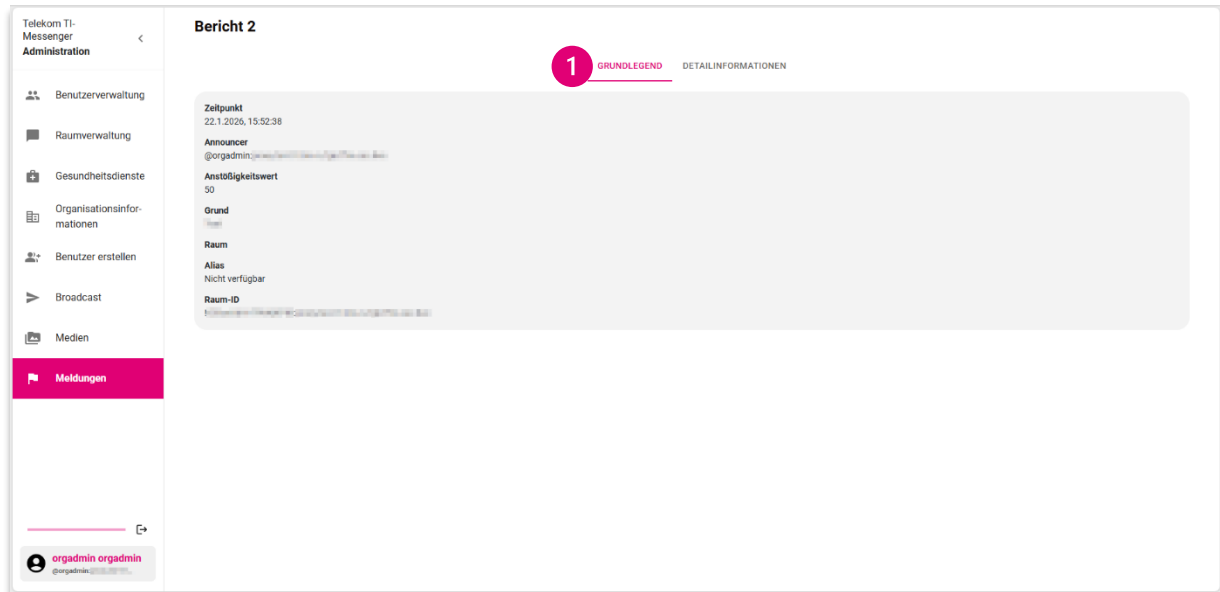 Telekom TI-
Messenger
Administration
Benutzerverwaltung
Raumverwaltung
Gesundheitsdienste
Organisationsinfor-
mationen
Benutzer erstellen
Broadcast
Medien
Meldungen
orgadmin orgadmin
@orgadmin:
Bericht 2
1 GRUNDLEGEND DETAILINFORMATIONEN
Zeitpunkt
22.1.2026, 15:52:38
Announcer
@orgadmin:
Anstößigkeitswert
50
Grund
Raum
Alias
Nicht verfügbar
Raum-ID